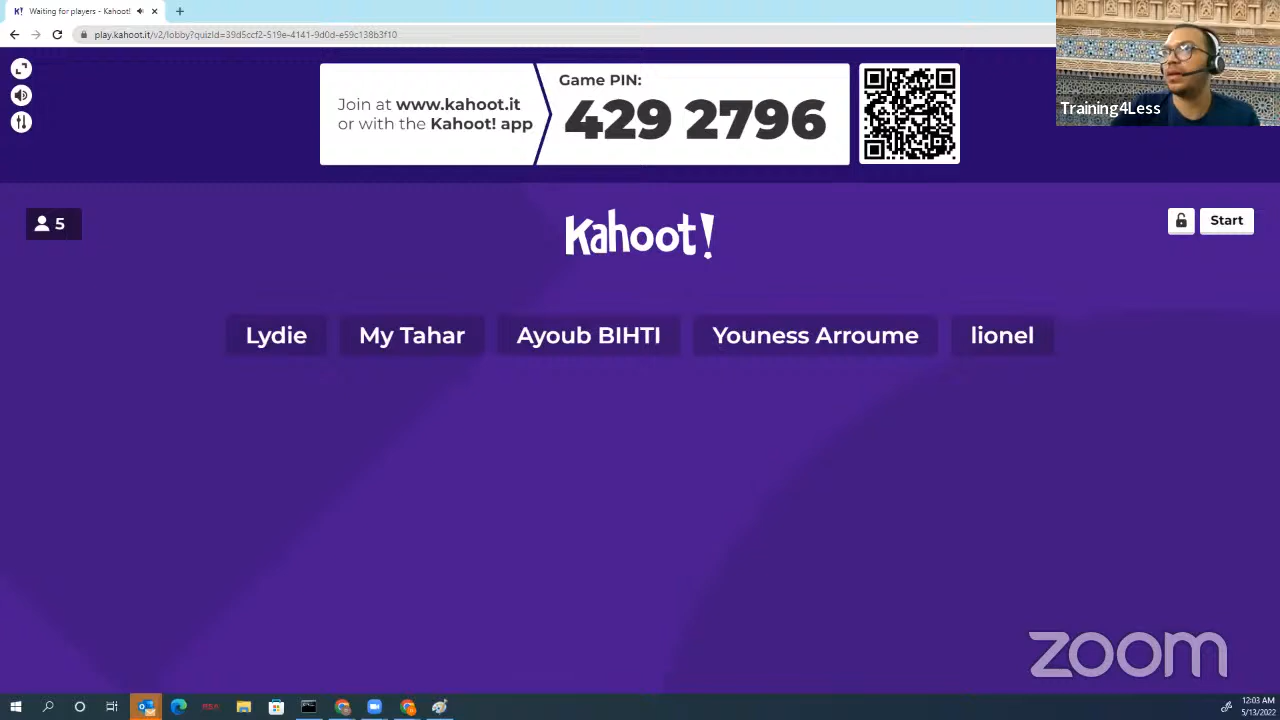 K! Waiting for players - Kahoot!
play.kahoot.it/v2/lobby?quizId=39d5ccf2-519e-4141-9d0d-e59c138b3f10
Join at www.kahoot.it
or with the Kahoot! app
Game PIN:
429 2796
Training4Less
5
Kahoot!
Start
Lydie
My Tahar
Ayoub BIHTI
Youness Arroume
lionel
zoom
12:03 AM
5/13/2022